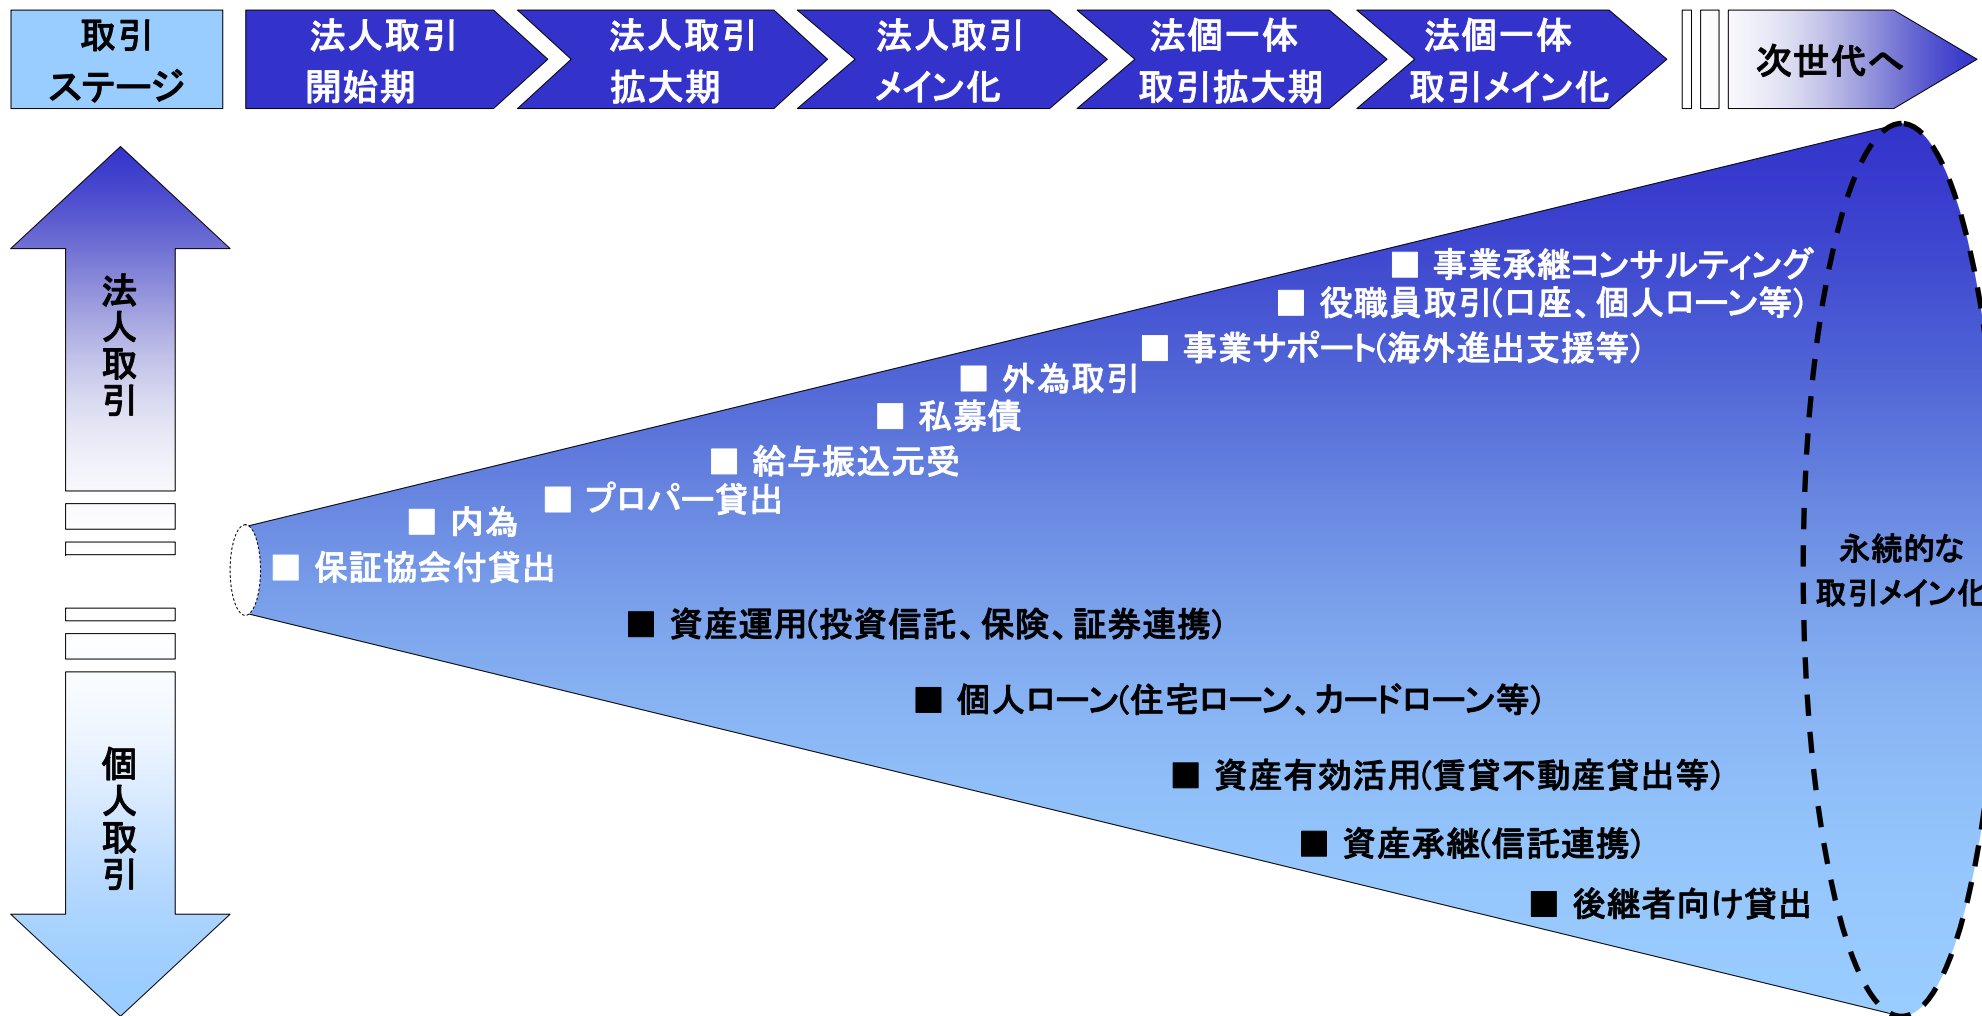 取引
ステージ
法人取引
開始期
法人取引
拡大期
法人取引
メイン化
法個一体
取引拡大期
法個一体
取引メイン化
次世代へ
法人取引
■ 事業承継コンサルティング
■ 役職員取引(口座、個人ローン等)
■ 事業サポート(海外進出支援等)
■ 外為取引
■ 私募債
■ 給与振込元受
■ プロパー貸出
■ 内為
■ 保証協会付貸出
永続的な
取引メイン化
■ 資産運用(投資信託、保険、証券連携)
■ 個人ローン(住宅ローン、カードローン等)
個人取引
■ 資産有効活用(賃貸不動産貸出等)
■ 資産承継(信託連携)
■ 後継者向け貸出